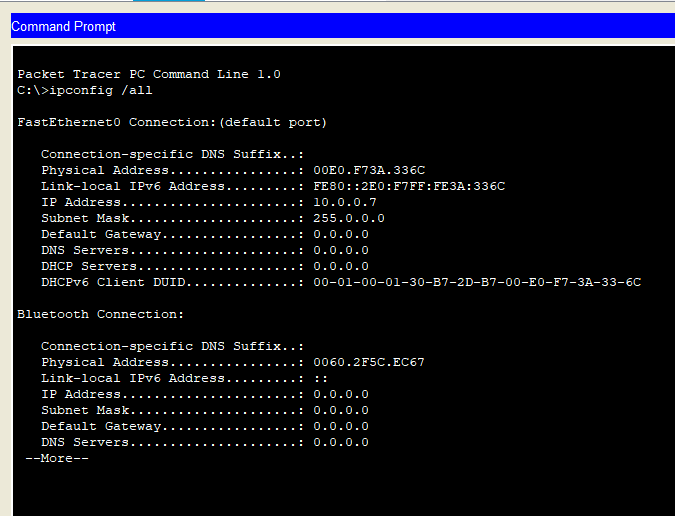 Command Prompt
Packet Tracer PC Command Line 1.0
C:\>ipconfig /all
FastEthernet0 Connection:(default port)
Connection-specific DNS Suffix..:
Physical Address................: 00E0.F73A.336C
Link-local IPv6 Address.........: FE80::2E0:F7FF:FE3A:336C
IP Address......................: 10.0.0.7
Subnet Mask.....................: 255.0.0.0
Default Gateway.................: 0.0.0.0
DNS Servers.....................: 0.0.0.0
DHCP Servers....................: 0.0.0.0
DHCPv6 Client DUID..............: 00-01-00-01-30-B7-2D-B7-00-E0-F7-3A-33-6C
Bluetooth Connection:
Connection-specific DNS Suffix..:
Physical Address................: 0060.2F5C.EC67
Link-local IPv6 Address.........: ::
IP Address......................: 0.0.0.0
Subnet Mask.....................: 0.0.0.0
Default Gateway.................: 0.0.0.0
DNS Servers.....................: 0.0.0.0
--More--